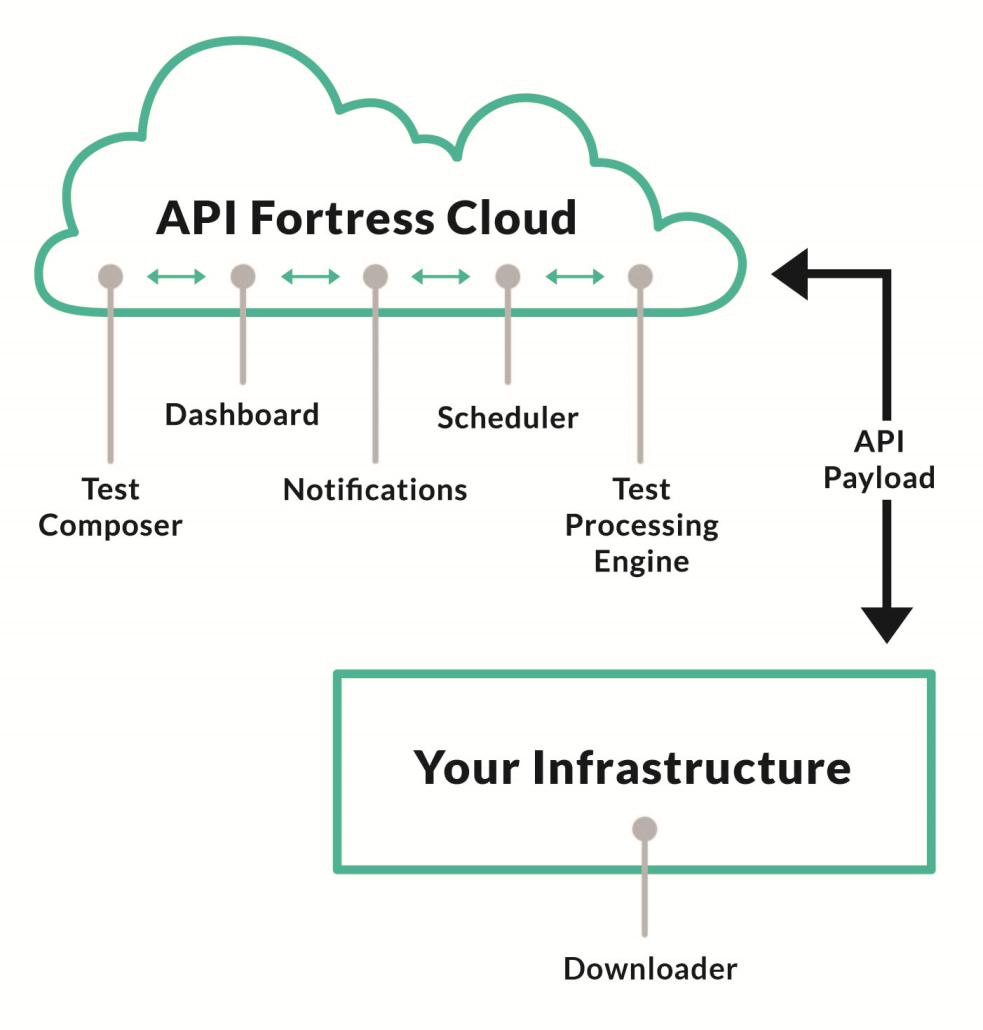 API Fortress Cloud
Dashboard
Scheduler
API
Payload
Test
Composer
Notifications
Test
Processing
Engine
Your Infrastructure
Downloader